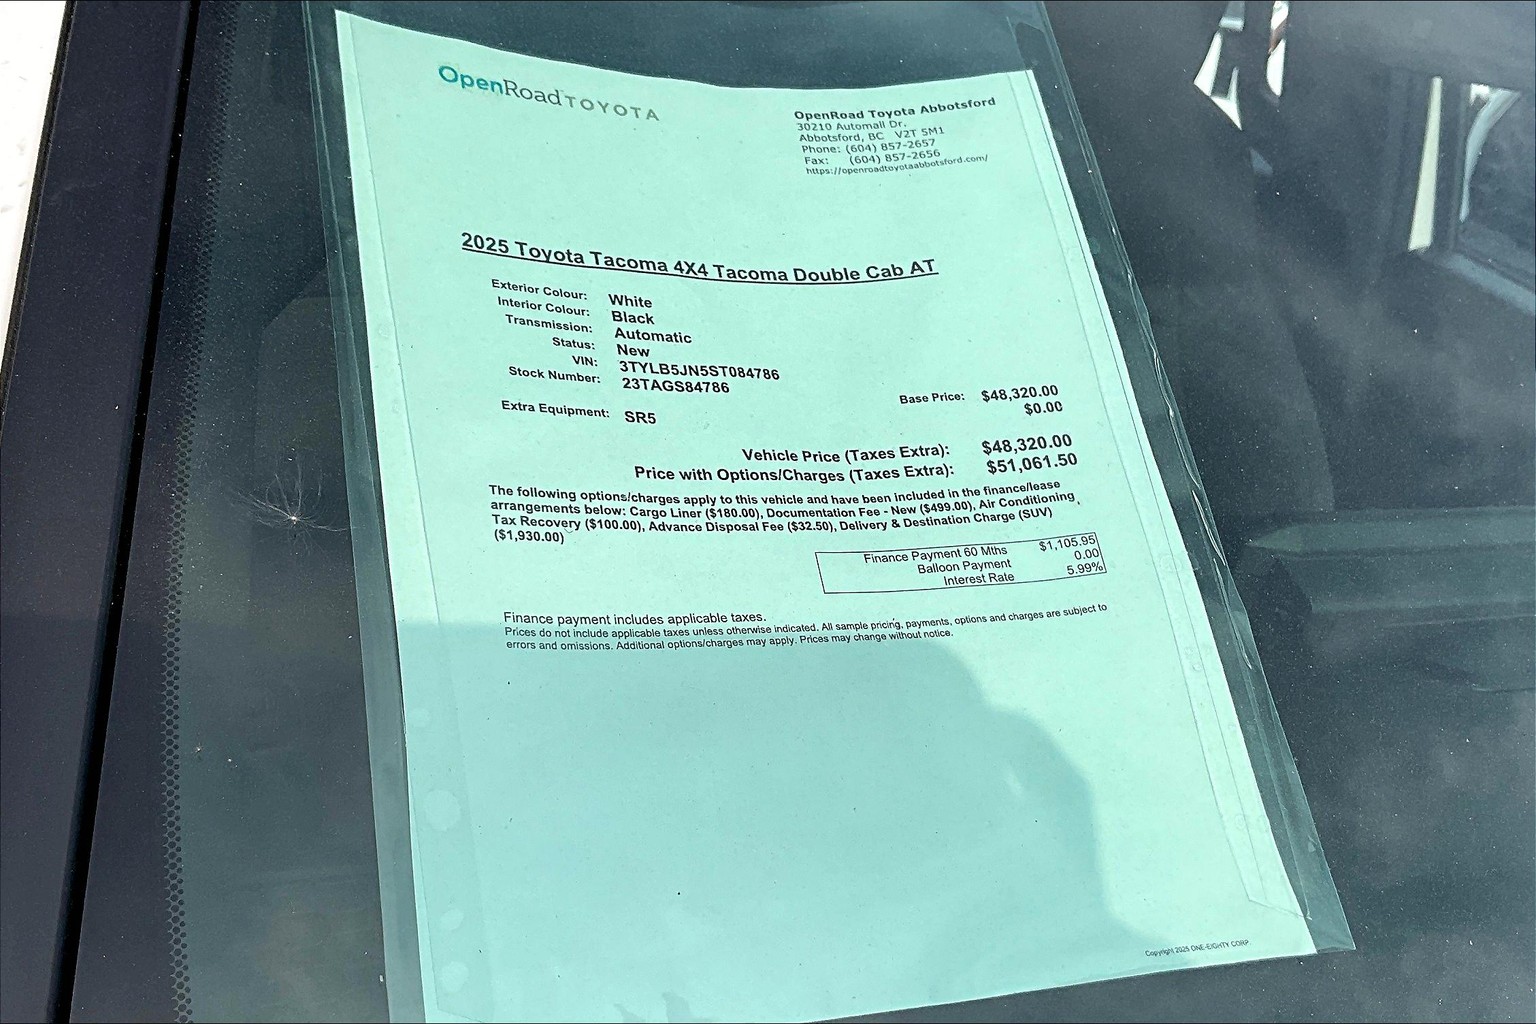 OpenRoad TOYOTA
OpenRoad Toyota Abbotsford
30210 Automall Dr.
Abbotsford, BC V2T 5M1
Phone: (604) 857-2657
Fax: (604) 857-2656
https://openroadtoyotaabbotsford.com/
2025 Toyota Tacoma 4X4 Tacoma Double Cab AT
Exterior Colour: White
Interior Colour: Black
Transmission: Automatic
Status: New
VIN: 3TYLB5JN5ST084786
Stock Number: 23TAGS84786
Extra Equipment: SR5
Base Price: $48,320.00
$0.00
Vehicle Price (Taxes Extra): $48,320.00
Price with Options/Charges (Taxes Extra): $51,061.50
The following options/charges apply to this vehicle and have been included in the finance/lease
arrangements below: Cargo Liner ($180.00), Documentation Fee - New ($499.00), Air Conditioning
Tax Recovery ($100.00), Advance Disposal Fee ($32.50), Delivery & Destination Charge (SUV)
($1,930.00)
Finance Payment 60 Mths $1,105.95
Balloon Payment 0.00
Interest Rate 5.99%
Finance payment includes applicable taxes.
Prices do not include applicable taxes unless otherwise indicated. All sample pricing, payments, options and charges are subject to
errors and omissions. Additional options/charges may apply. Prices may change without notice.
Copyright 2025 ONE-EIGHTY CORP